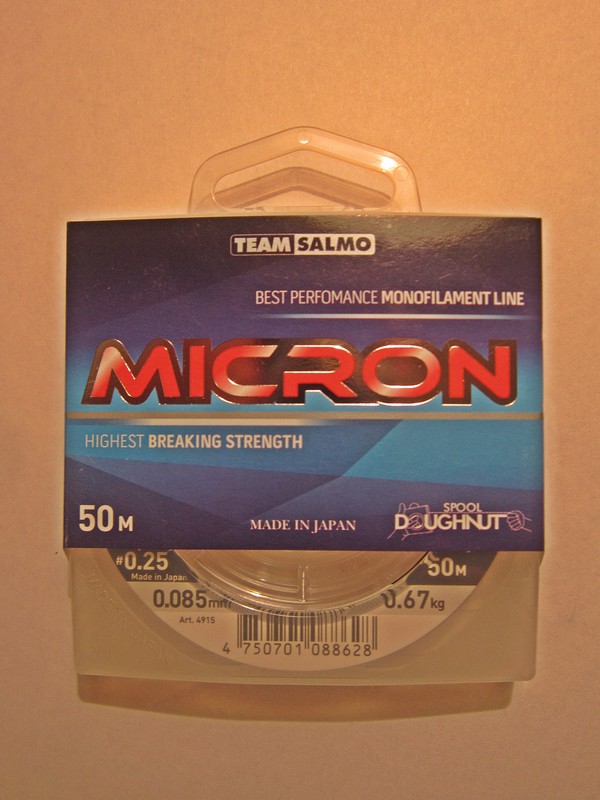 TEAM SALMO
BEST PERFOMANCE MONOFILAMENT LINE
MICRON
HIGHEST BREAKING STRENGTH
50M
MADE IN JAPAN
SPOOL
DOUGHNUT
#0.25
50M
Made in Japan
0.085mm
0.67kg
Art. 4915
4 750701 088628